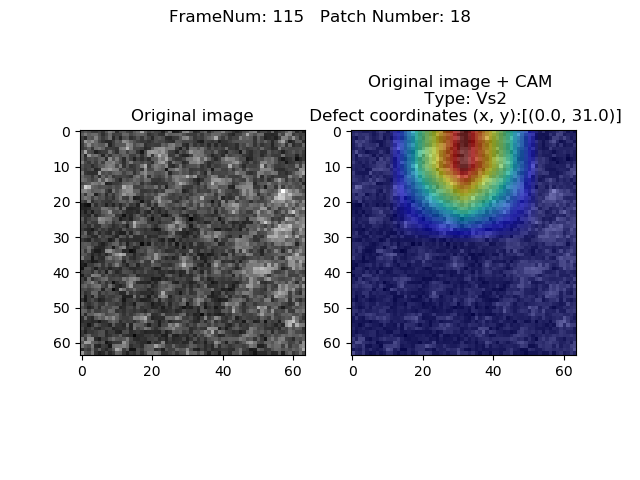 FrameNum: 115   Patch Number: 18
Original image
0
10
20
30
40
50
60
0 20 40 60
Original image + CAM
Type: Vs2
Defect coordinates (x, y):[(0.0, 31.0)]
0
10
20
30
40
50
60
0 20 40 60